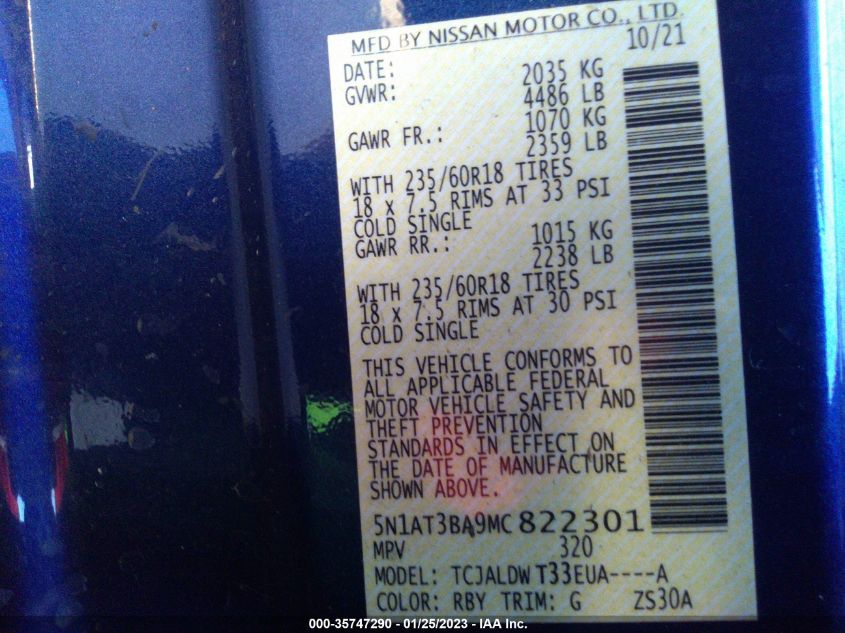 MFD BY NISSAN MOTOR CO., LTD.
10/21
DATE: 2035 KG
GVWR: 4486 LB
1070 KG
GAWR FR.: 2359 LB
WITH 235/60R18 TIRES
18 x 7.5 RIMS AT 33 PSI
COLD SINGLE
GAWR RR.: 1015 KG
2238 LB
WITH 235/60R18 TIRES
18 x 7.5 RIMS AT 30 PSI
COLD SINGLE
THIS VEHICLE CONFORMS TO
ALL APPLICABLE FEDERAL
MOTOR VEHICLE SAFETY AND
THEFT PREVENTION
STANDARDS IN EFFECT ON
THE DATE OF MANUFACTURE
SHOWN ABOVE.
5N1AT3BA9MC 822301
MPV 320
MODEL: TCJALDW T33EUA----A
COLOR: RBY TRIM: G ZS30A
000-35747290 - 01/25/2023 - IAA Inc.